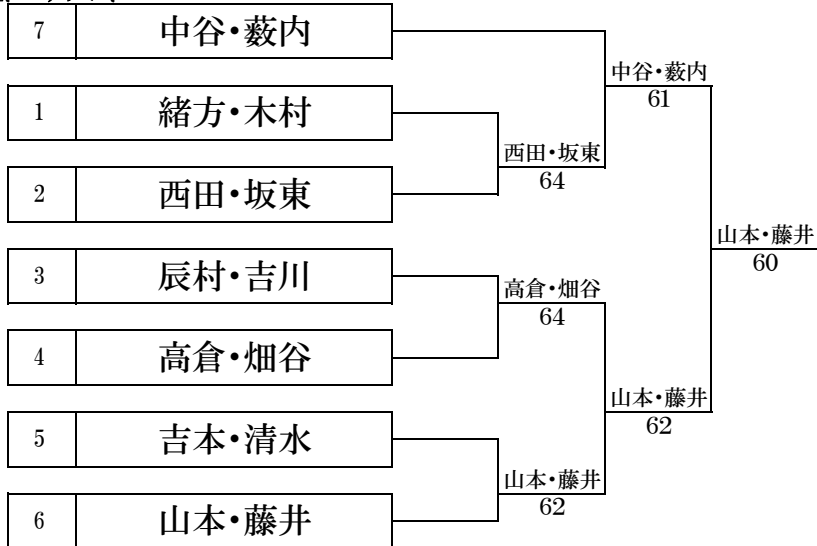 7 中谷・薮内
中谷・薮内
61
1 緒方・木村
西田・坂東
64
2 西田・坂東
山本・藤井
60
3 辰村・吉川
高倉・畑谷
64
4 高倉・畑谷
山本・藤井
62
5 吉本・清水
山本・藤井
62
6 山本・藤井